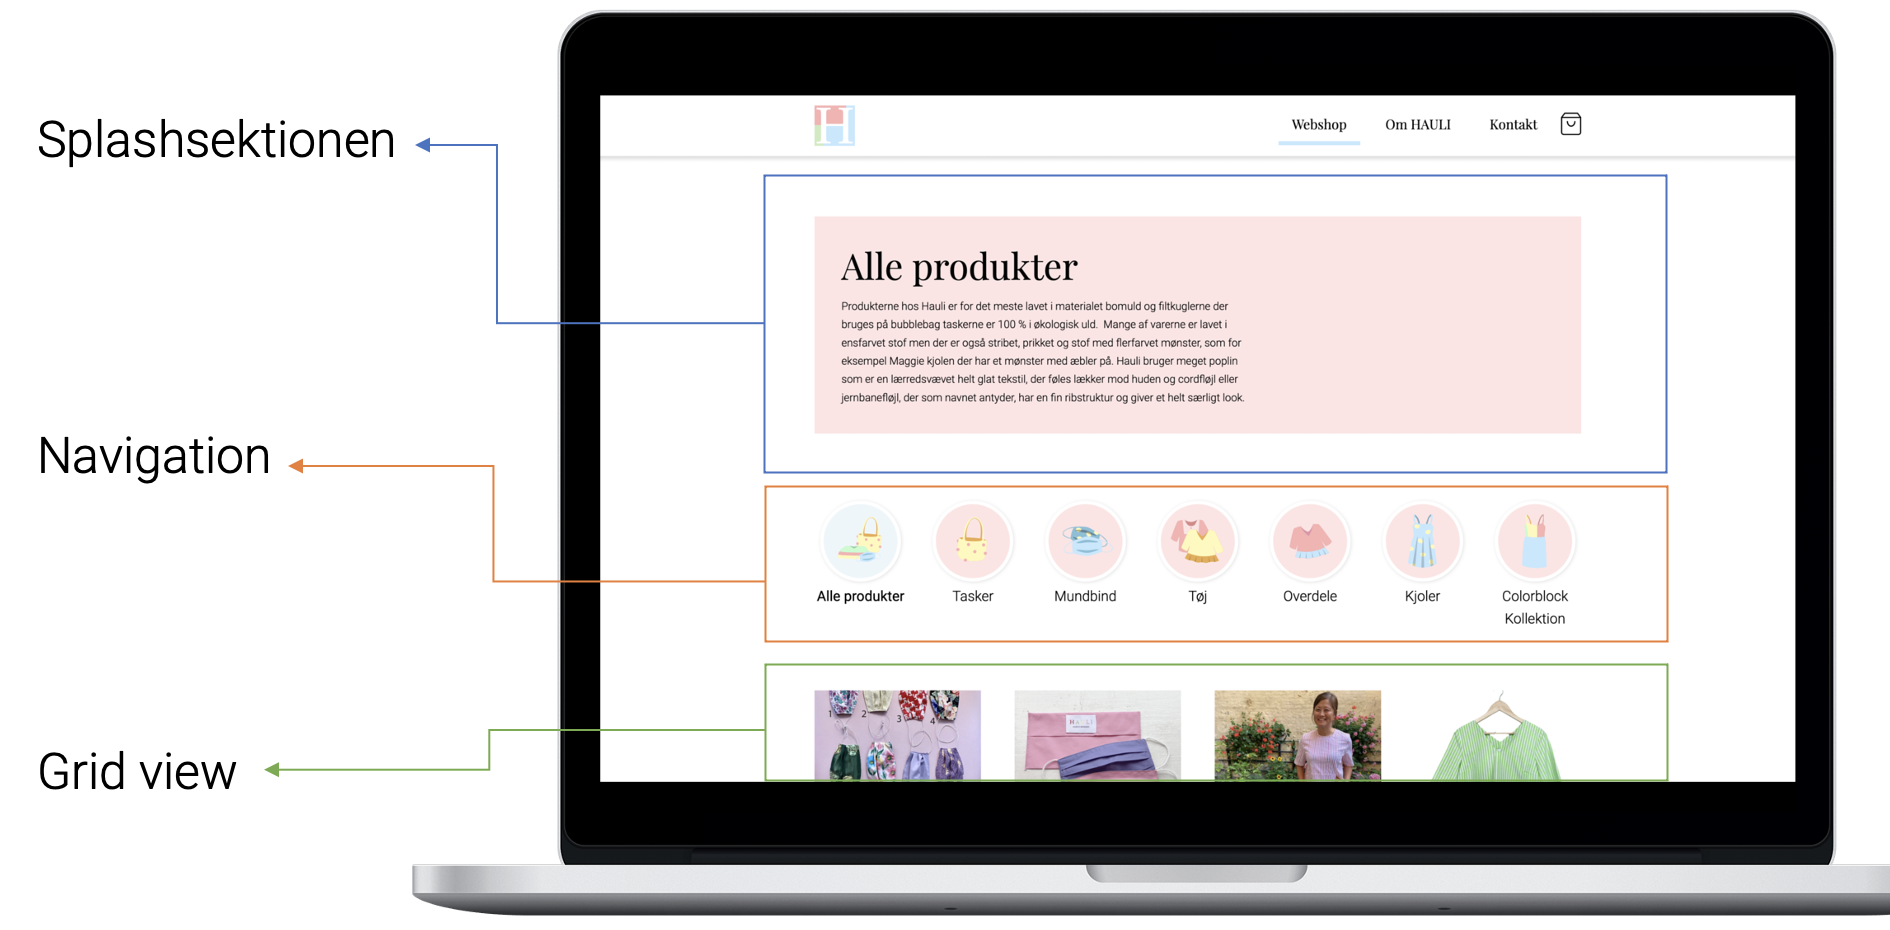 Splashsektionen
Navigation
Grid view
H
Webshop
Om HAULI
Kontakt
Alle produkter
Produkterne hos Hauli er for det meste lavet i materialet bomuld og filtkuglerne der
bruges på bubblebag taskerne er 100 % i økologisk uld. Mange af varerne er lavet i
ensfarvet stof men der er også stribet, prikket og stof med flerfarvet mønster, som for
eksempel Maggie kjolen der har et mønster med æbler på. Hauli bruger meget poplin
som er en lærredsvævet helt glat tekstil, der føles lækker mod huden og cordfløjl eller
jernbanefløjl, der som navnet antyder, har en fin ribstruktur og giver et helt særligt look.
Alle produkter
Tasker
Mundbind
Tøj
Overdele
Kjoler
Colorblock
Kollektion
1 2 3 4
HAULI